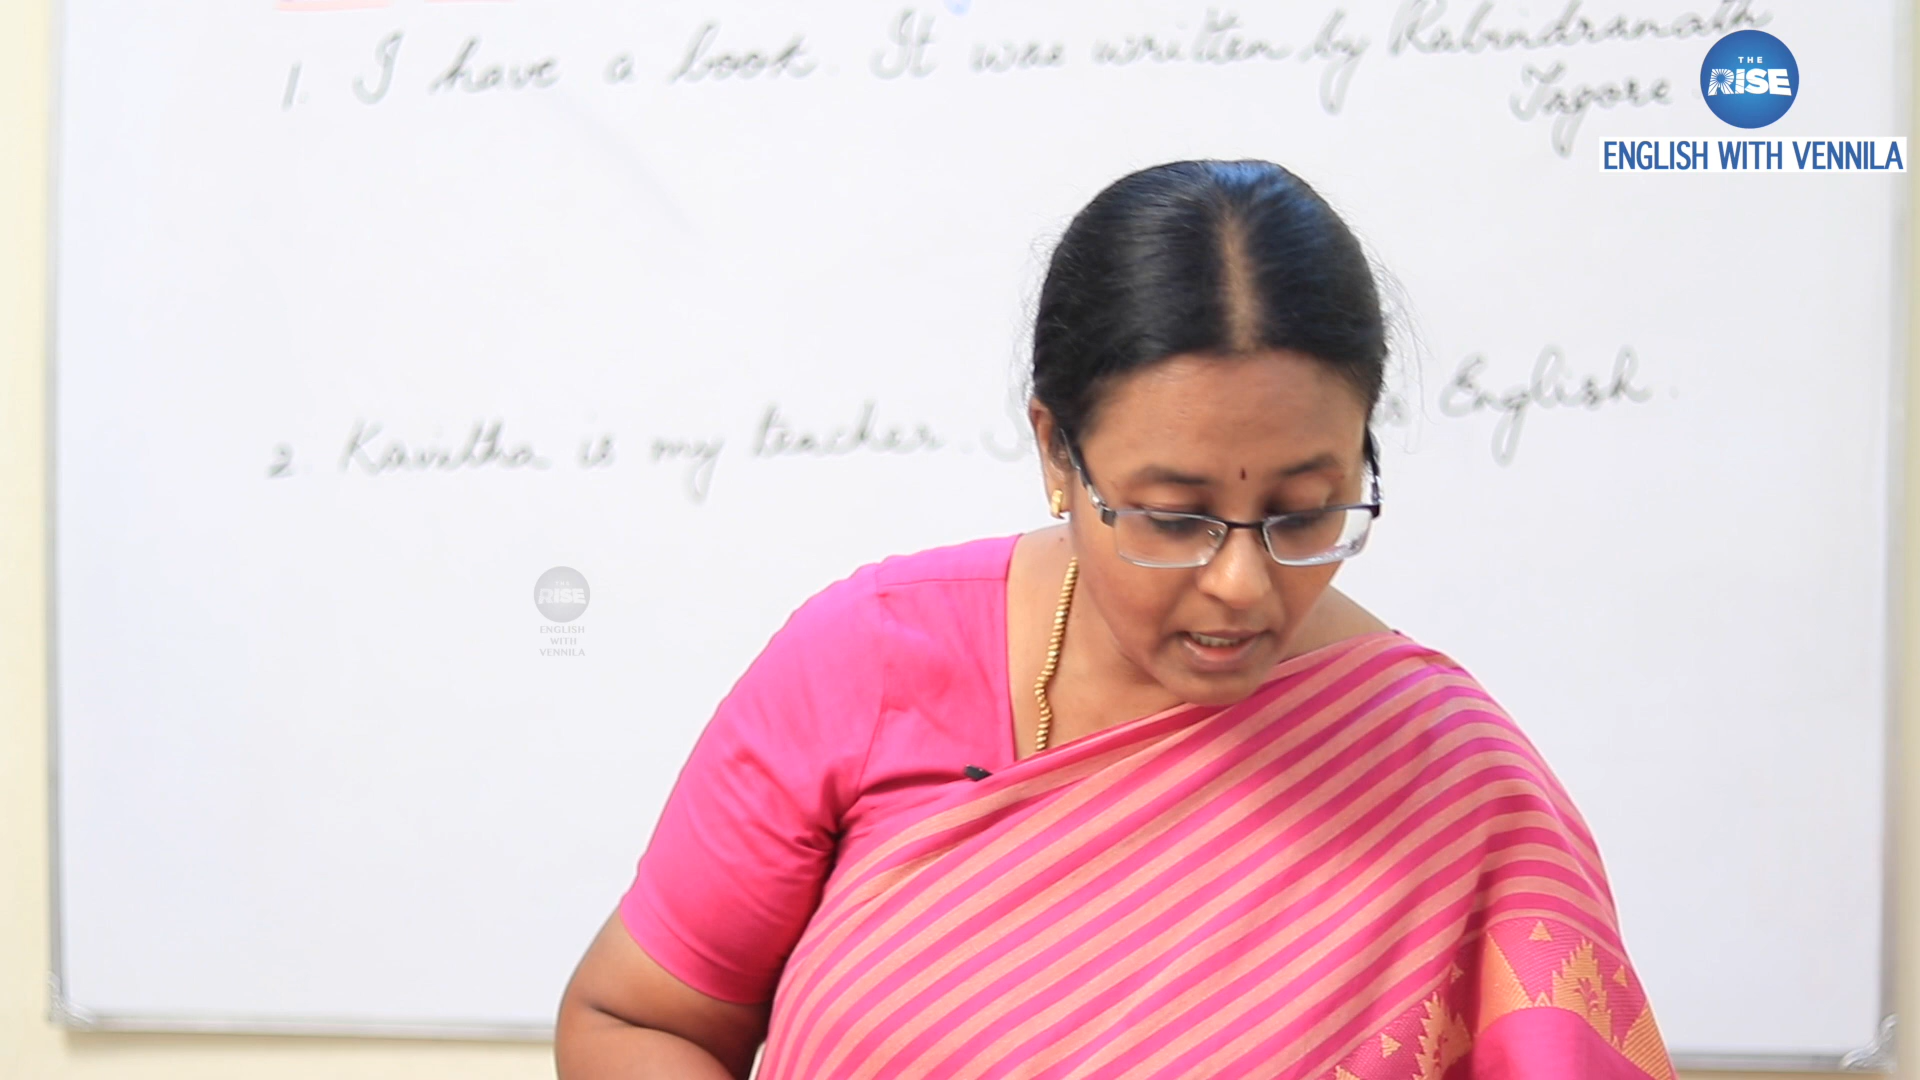 1. I have a book. It was written by Rabindranath
Tagore
THE
RISE
ENGLISH WITH VENNILA
2. Kavitha is my teacher. English.
THE
RISE
ENGLISH
WITH
VENNILA